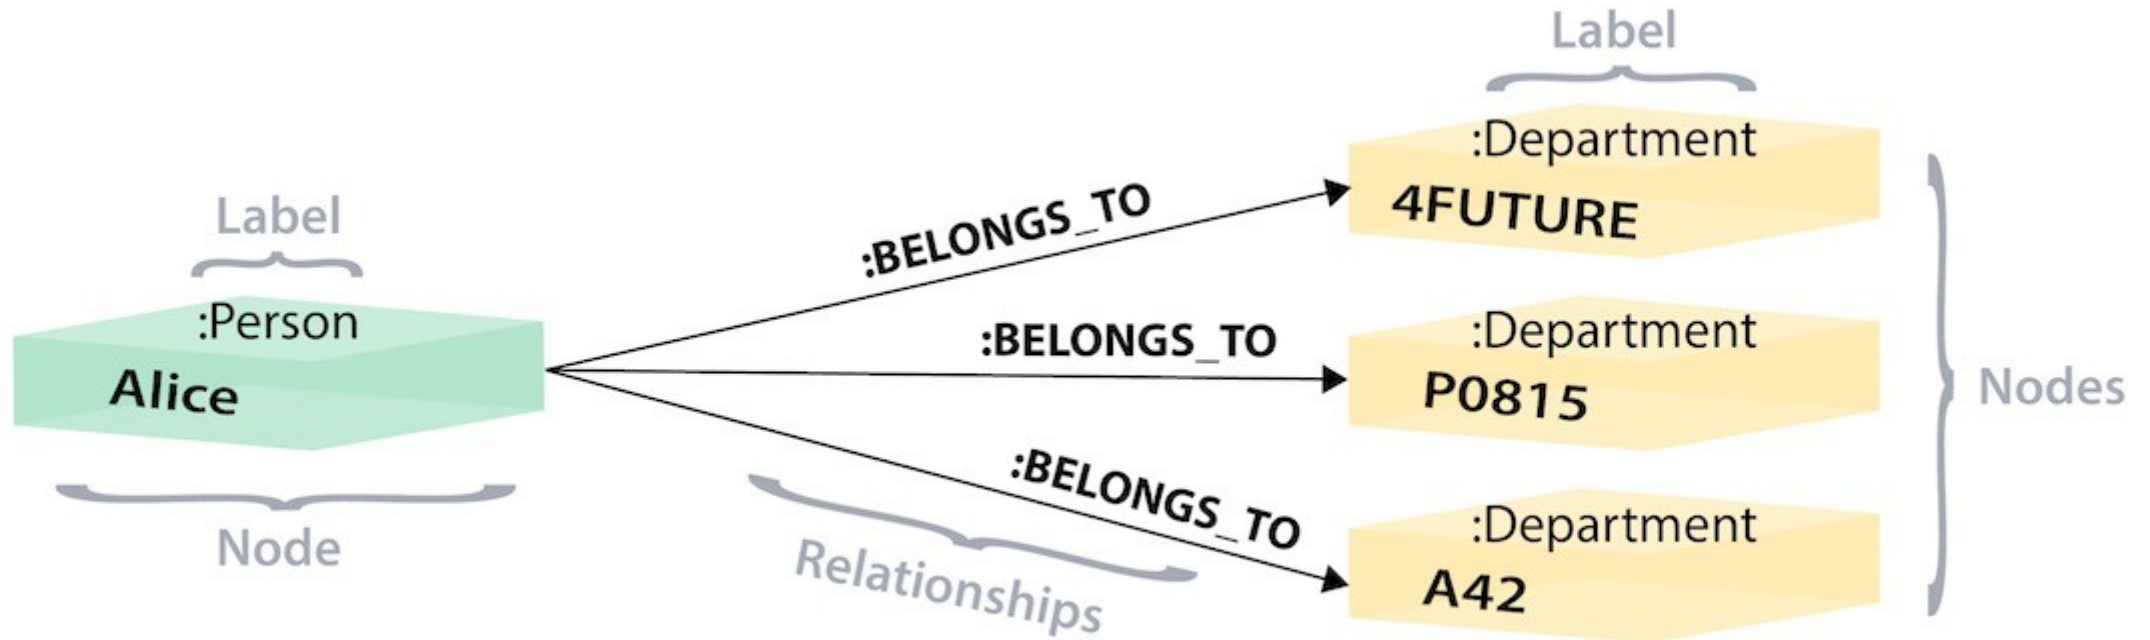 Label
:Person
Alice
Node
:BELONGS_TO
:BELONGS_TO
:BELONGS_TO
Relationships
Label
:Department
4FUTURE
:Department
P0815
:Department
A42
Nodes